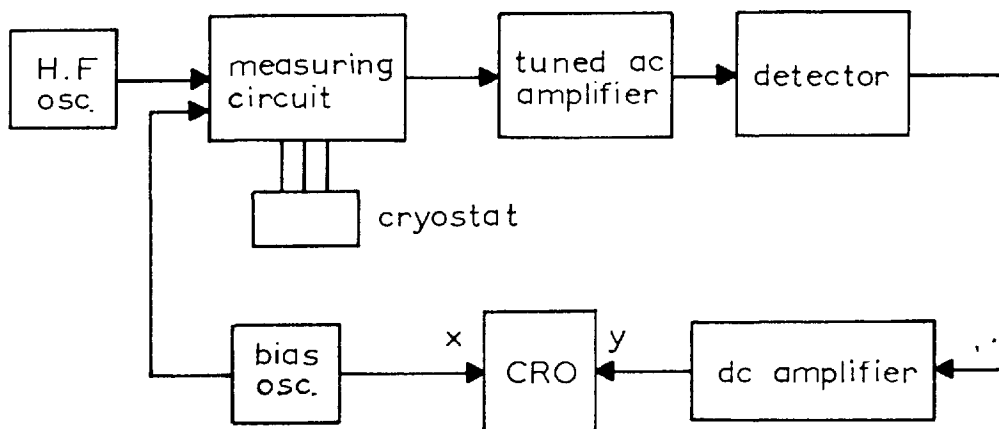 H.F
osc.
measuring
circuit
tuned ac
amplifier
detector
cryostat
bias
osc.
x
CRO
y
dc amplifier